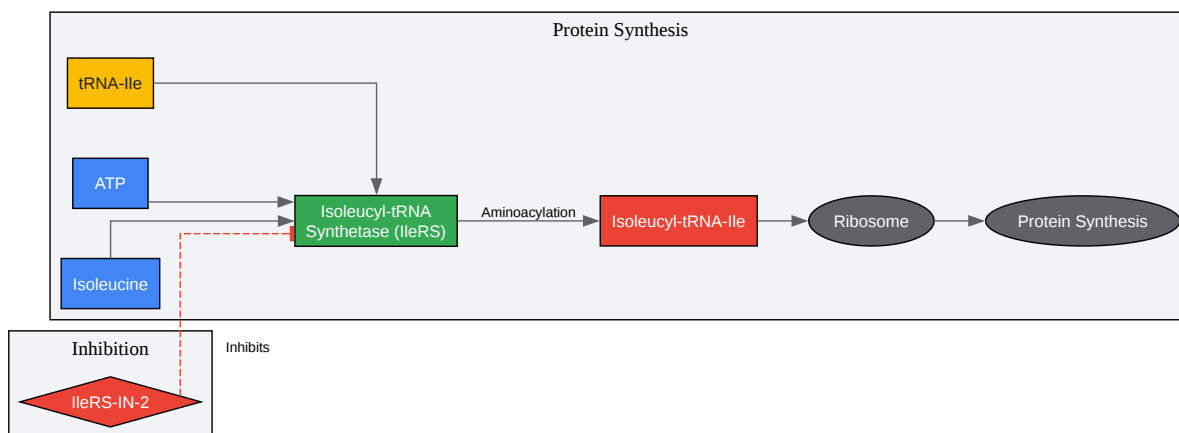 Protein Synthesis
tRNA-Ile
ATP
Isoleucine
Isoleucyl-tRNA
Synthetase (IleRS)
Aminoacylation
Isoleucyl-tRNA-Ile
Ribosome
Protein Synthesis
Inhibition
Inhibits
IleRS-IN-2